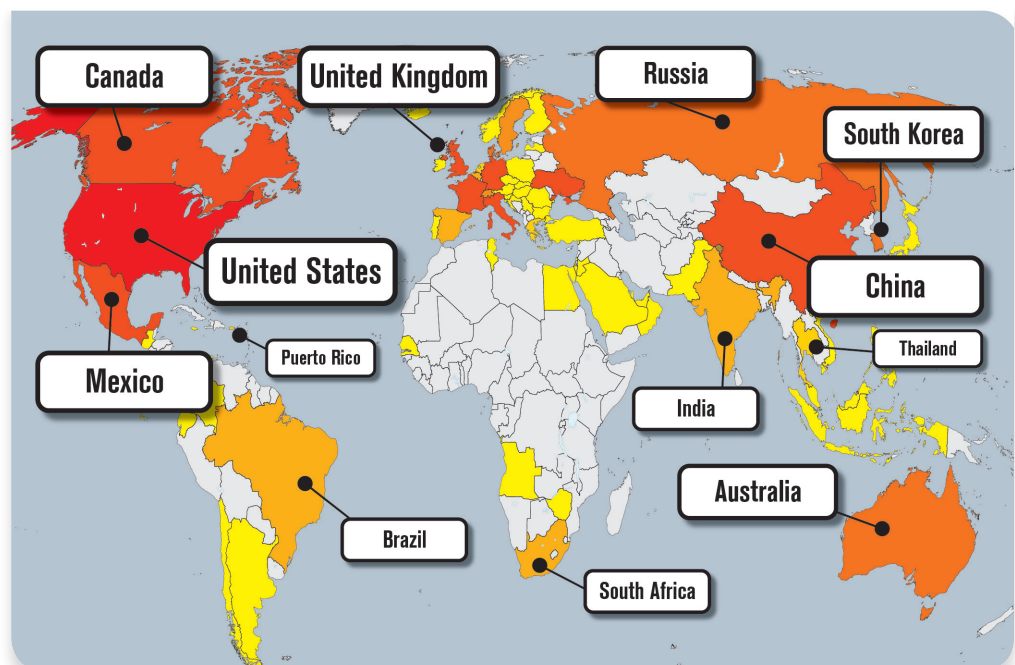 Canada
United Kingdom
Russia
South Korea
United States
China
Puerto Rico
Thailand
Mexico
India
Australia
Brazil
South Africa